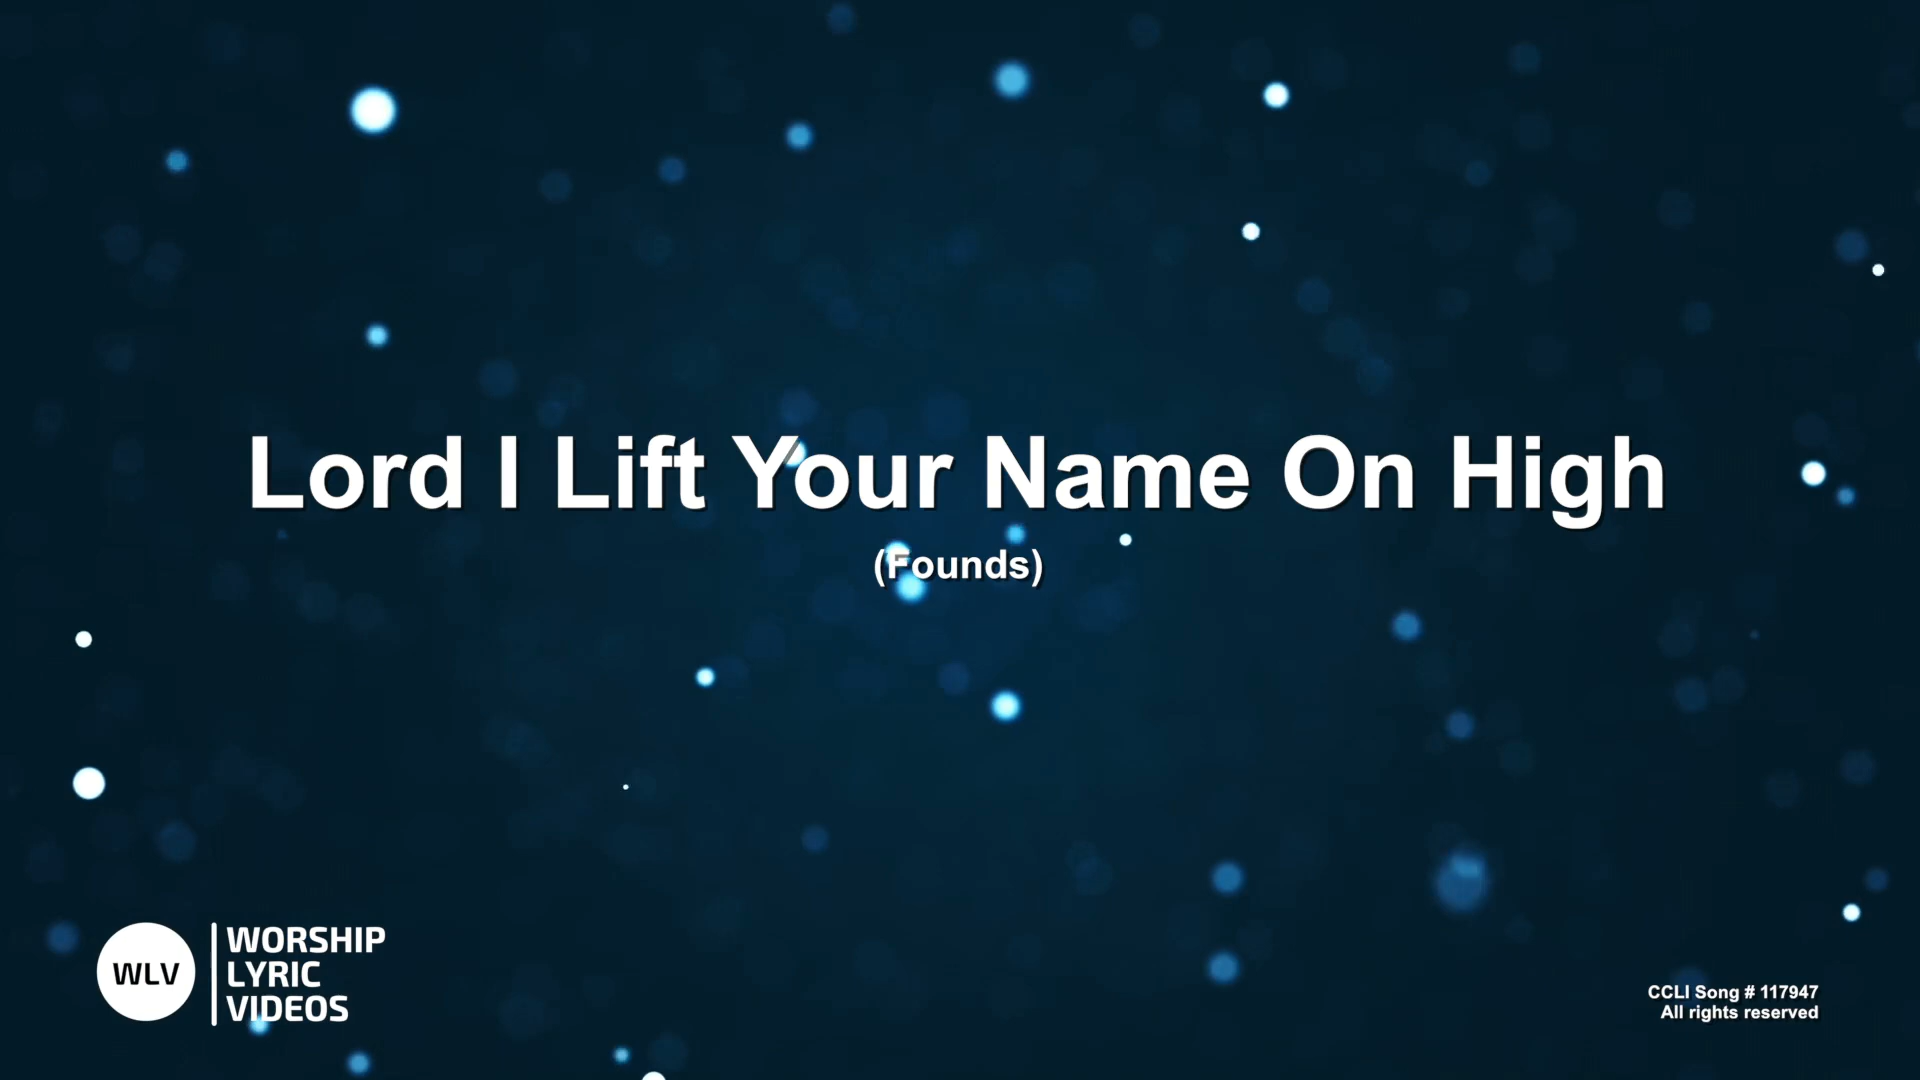 Lord I Lift Your Name On High
(Founds)
WLV
WORSHIP
LYRIC
VIDEOS
CCLI Song # 117947
All rights reserved